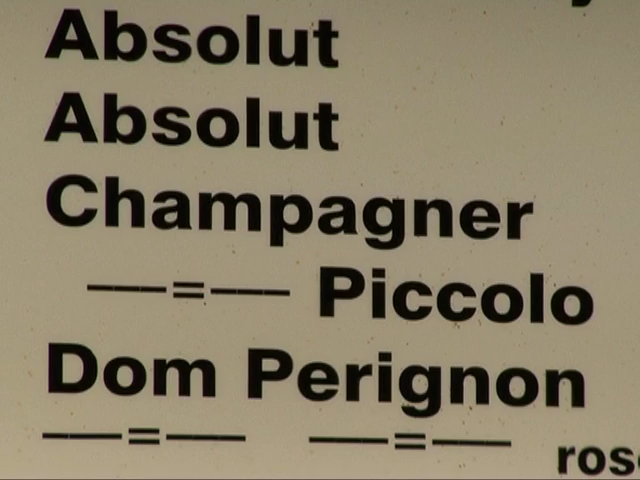 Absolut
Absolut
Champagner
—=— Piccolo
Dom Perignon
—=— —=—